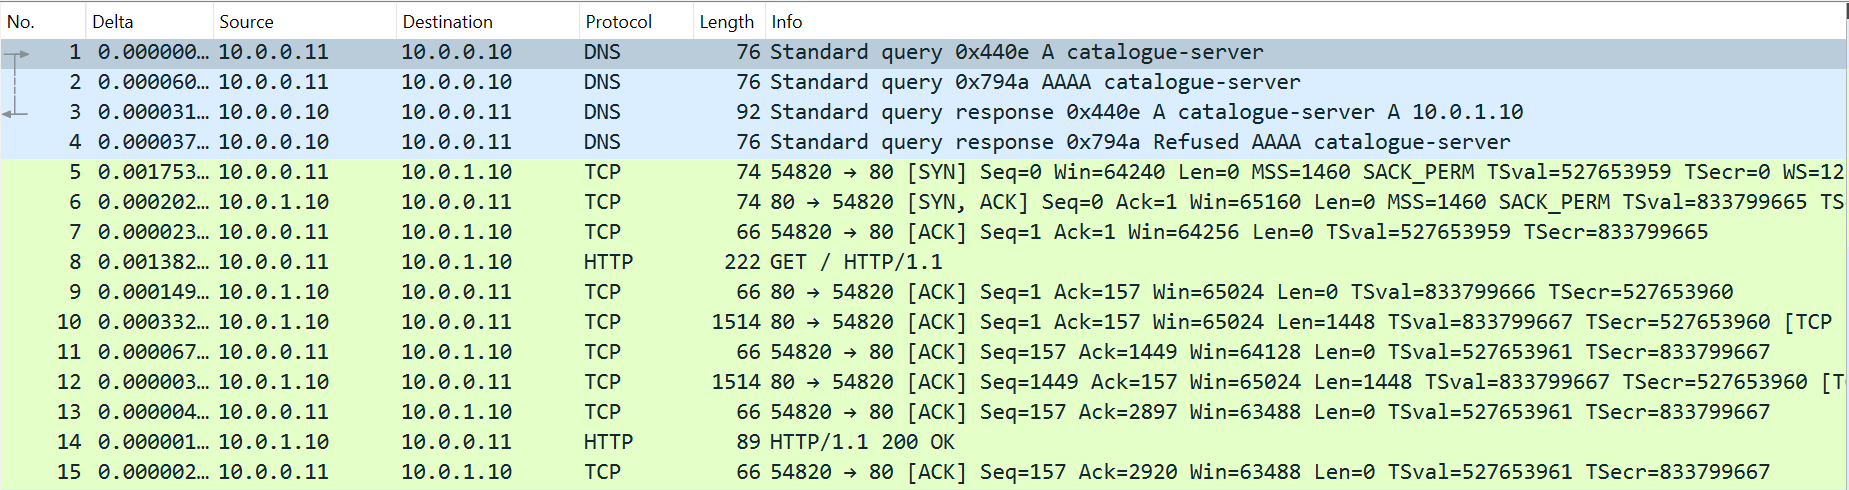 No. Delta Source Destination Protocol Length Info
1 0.000000… 10.0.0.11 10.0.0.10 DNS 76 Standard query 0x440e A catalogue-server
2 0.000060… 10.0.0.11 10.0.0.10 DNS 76 Standard query 0x794a AAAA catalogue-server
3 0.000031… 10.0.0.10 10.0.0.11 DNS 92 Standard query response 0x440e A catalogue-server A 10.0.1.10
4 0.000037… 10.0.0.10 10.0.0.11 DNS 76 Standard query response 0x794a Refused AAAA catalogue-server
5 0.001753… 10.0.0.11 10.0.1.10 TCP 74 54820 → 80 [SYN] Seq=0 Win=64240 Len=0 MSS=1460 SACK_PERM TSval=527653959 TSecr=0 WS=12
6 0.000202… 10.0.1.10 10.0.0.11 TCP 74 80 → 54820 [SYN, ACK] Seq=0 Ack=1 Win=65160 Len=0 MSS=1460 SACK_PERM TSval=833799665 TS
7 0.000023… 10.0.0.11 10.0.1.10 TCP 66 54820 → 80 [ACK] Seq=1 Ack=1 Win=64256 Len=0 TSval=527653959 TSecr=833799665
8 0.001382… 10.0.0.11 10.0.1.10 HTTP 222 GET / HTTP/1.1
9 0.000149… 10.0.1.10 10.0.0.11 TCP 66 80 → 54820 [ACK] Seq=1 Ack=157 Win=65024 Len=0 TSval=833799666 TSecr=527653960
10 0.000332… 10.0.1.10 10.0.0.11 TCP 1514 80 → 54820 [ACK] Seq=1 Ack=157 Win=65024 Len=1448 TSval=833799667 TSecr=527653960 [TCP
11 0.000067… 10.0.0.11 10.0.1.10 TCP 66 54820 → 80 [ACK] Seq=157 Ack=1449 Win=64128 Len=0 TSval=527653961 TSecr=833799667
12 0.000003… 10.0.1.10 10.0.0.11 TCP 1514 80 → 54820 [ACK] Seq=1449 Ack=157 Win=65024 Len=1448 TSval=833799667 TSecr=527653960 [T
13 0.000004… 10.0.0.11 10.0.1.10 TCP 66 54820 → 80 [ACK] Seq=157 Ack=2897 Win=63488 Len=0 TSval=527653961 TSecr=833799667
14 0.000001… 10.0.1.10 10.0.0.11 HTTP 89 HTTP/1.1 200 OK
15 0.000002… 10.0.0.11 10.0.1.10 TCP 66 54820 → 80 [ACK] Seq=157 Ack=2920 Win=63488 Len=0 TSval=527653961 TSecr=833799667